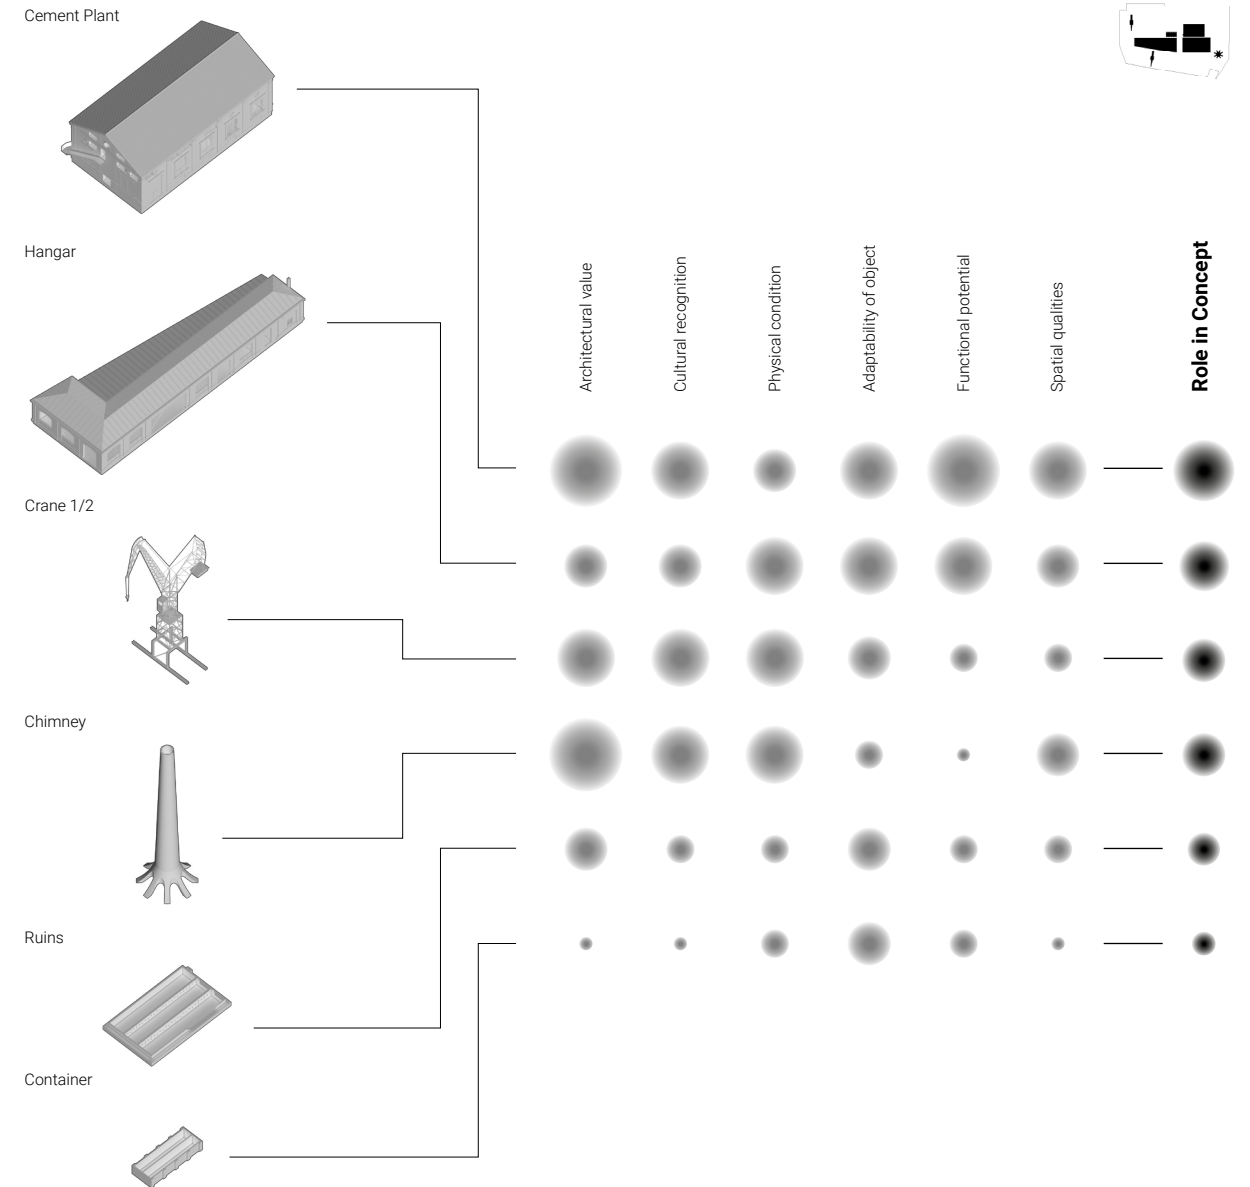 Cement Plant
Hangar
Crane 1/2
Chimney
Ruins
Container
Architectural value
Cultural recognition
Physical condition
Adaptability of object
Functional potential
Spatial qualities
Role in Concept